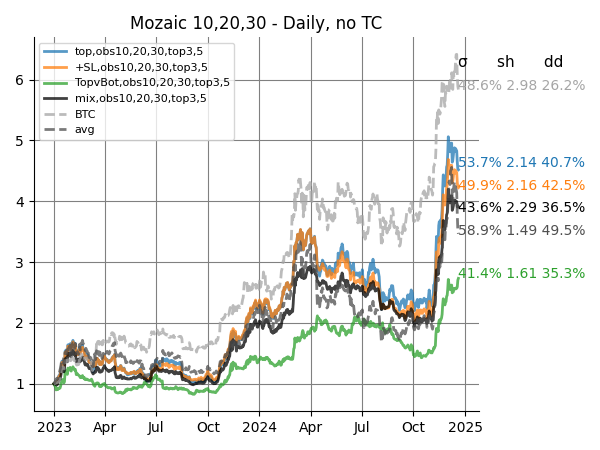 Mozaic 10,20,30 - Daily, no TC
top,obs10,20,30,top3,5
+SL,obs10,20,30,top3,5
TopvBot,obs10,20,30,top3,5
mix,obs10,20,30,top3,5
BTC
avg
σ sh dd
48.6% 2.98 26.2%
53.7% 2.14 40.7%
49.9% 2.16 42.5%
43.6% 2.29 36.5%
58.9% 1.49 49.5%
41.4% 1.61 35.3%
6
5
4
3
2
1
2023 Apr Jul Oct 2024 Apr Jul Oct 2025